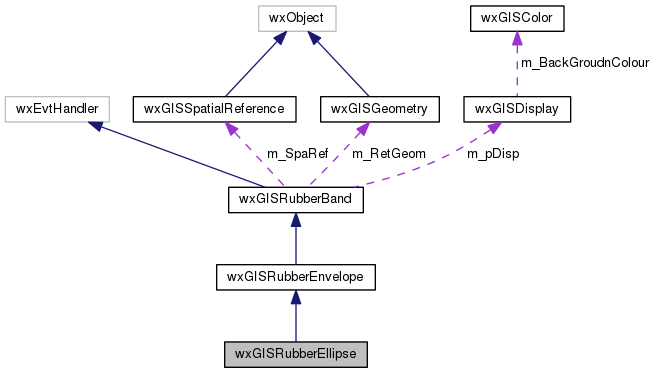 wxObject
wxGISColor
m_BackGroudnColour
wxEvtHandler
wxGISSpatialReference
wxGISGeometry
wxGISDisplay
m_SpaRef
m_RetGeom
m_pDisp
wxGISRubberBand
wxGISRubberEnvelope
wxGISRubberEllipse